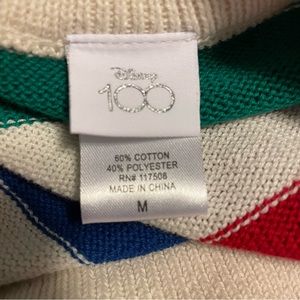 Disney
100
60% COTTON
40% POLYESTER
RN# 117508
MADE IN CHINA
M